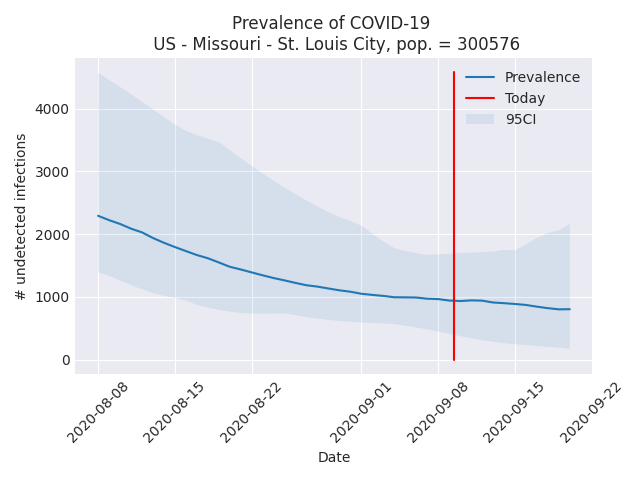 Prevalence of COVID-19
US - Missouri - St. Louis City, pop. = 300576
Prevalence
Today
95CI
# undetected infections
4000
3000
2000
1000
0
2020-08-08
2020-08-15
2020-08-22
2020-09-01
2020-09-08
2020-09-15
2020-09-22
Date